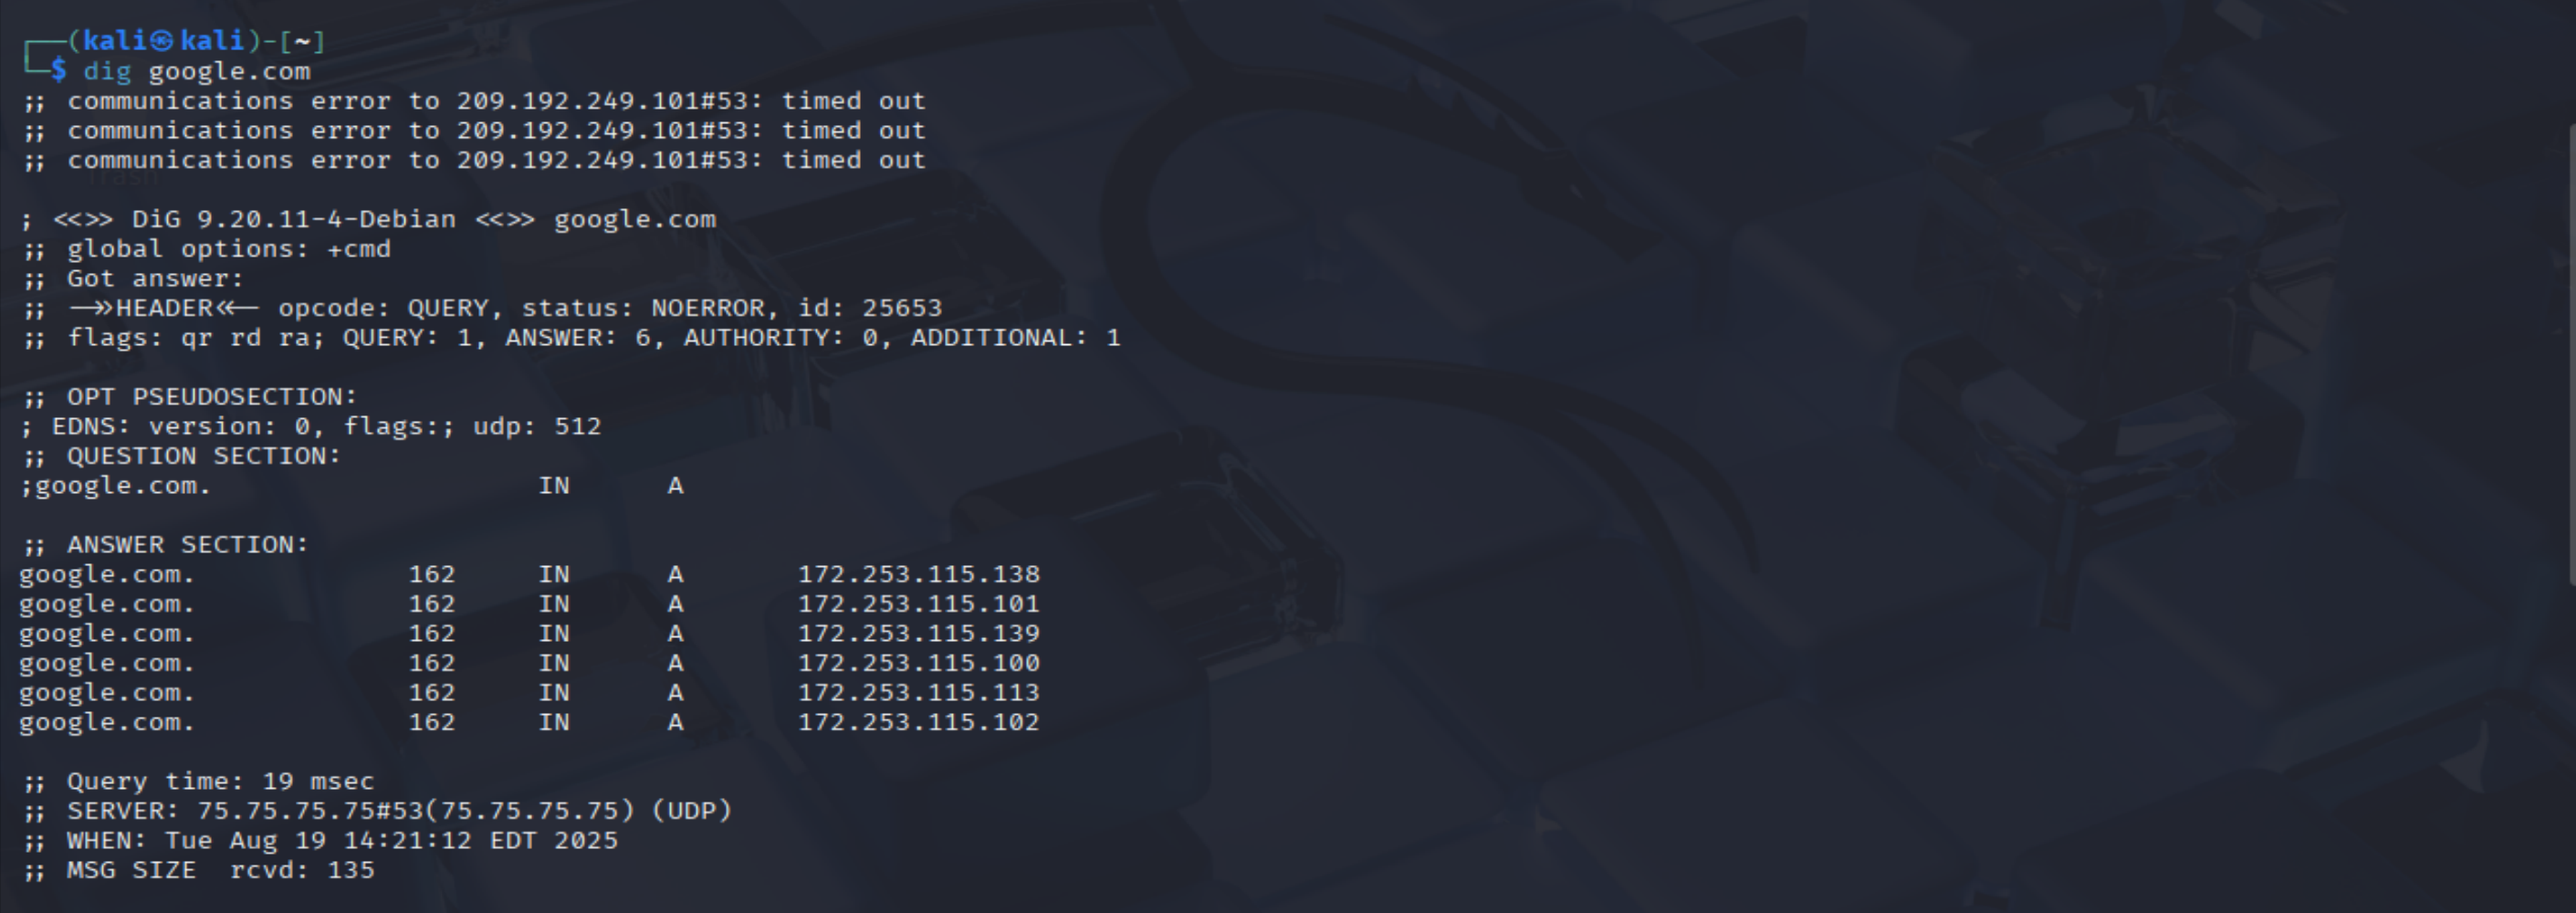 ┌──(kali㉿kali)-[~]
└─$ dig google.com
;; communications error to 209.192.249.101#53: timed out
;; communications error to 209.192.249.101#53: timed out
;; communications error to 209.192.249.101#53: timed out
Trash
; <<>> DiG 9.20.11-4-Debian <<>> google.com
;; global options: +cmd
;; Got answer:
;; ->>HEADER<<- opcode: QUERY, status: NOERROR, id: 25653
;; flags: qr rd ra; QUERY: 1, ANSWER: 6, AUTHORITY: 0, ADDITIONAL: 1
;; OPT PSEUDOSECTION:
; EDNS: version: 0, flags:; udp: 512
;; QUESTION SECTION:
;google.com. IN A
;; ANSWER SECTION:
google.com. 162 IN A 172.253.115.138
google.com. 162 IN A 172.253.115.101
google.com. 162 IN A 172.253.115.139
google.com. 162 IN A 172.253.115.100
google.com. 162 IN A 172.253.115.113
google.com. 162 IN A 172.253.115.102
;; Query time: 19 msec
;; SERVER: 75.75.75.75#53(75.75.75.75) (UDP)
;; WHEN: Tue Aug 19 14:21:12 EDT 2025
;; MSG SIZE  rcvd: 135